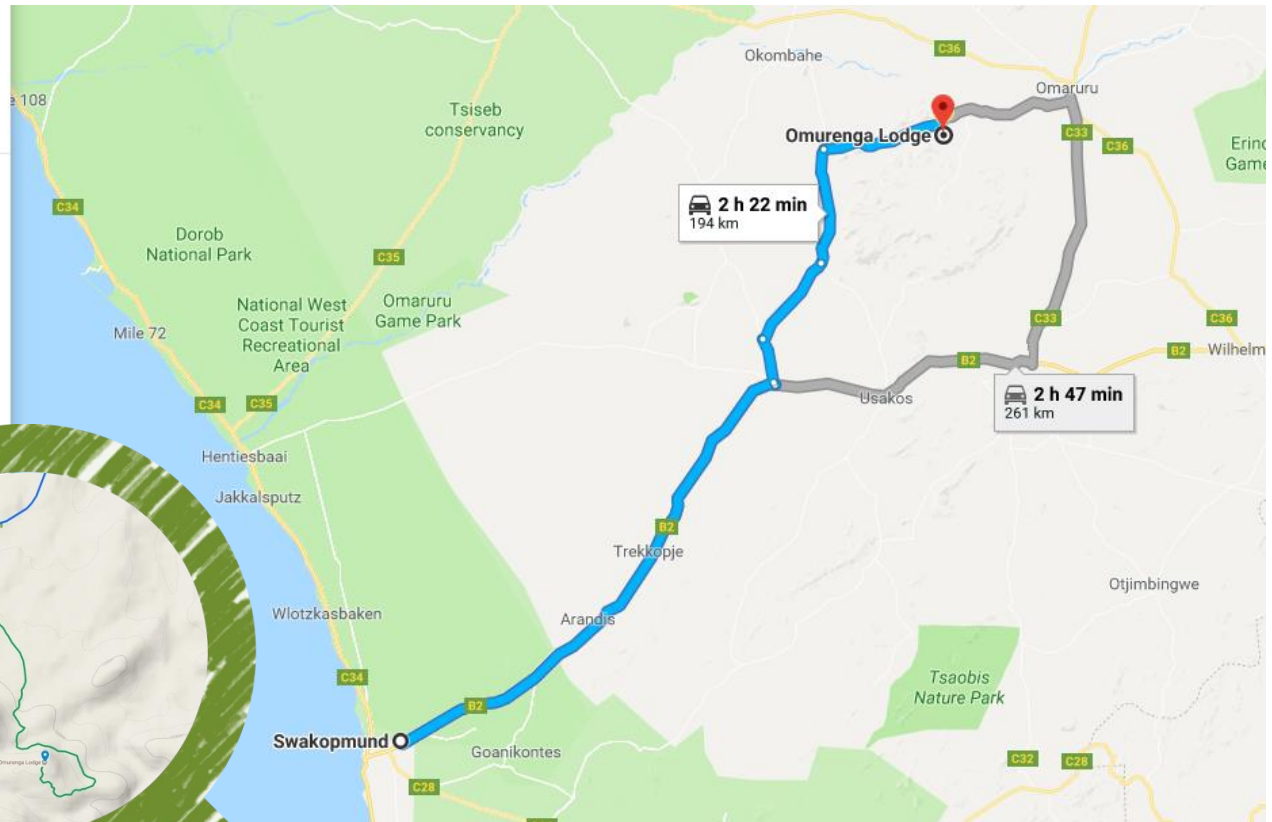 C36
Okombahe
e 108
Omaruru
Tsiseb
conservancy
Omurenga Lodge
C33
C36
Erinc
Game
2 h 22 min
194 km
C34
Dorob
National Park
C35
National West
Coast Tourist
Recreational
Area
Omaruru
Game Park
Mile 72
C33
C36
B2
B2
Wilhelm
C34
C35
Usakos
2 h 47 min
261 km
Hentiesbaai
Jakkalsputz
B2
Trekkopje
Otjimbingwe
Wlotzkasbaken
Arandis
C34
Tsaobis
Nature Park
B2
Swakopmund
Goanikontes
C32
C28
C28
Omurenga Lodge